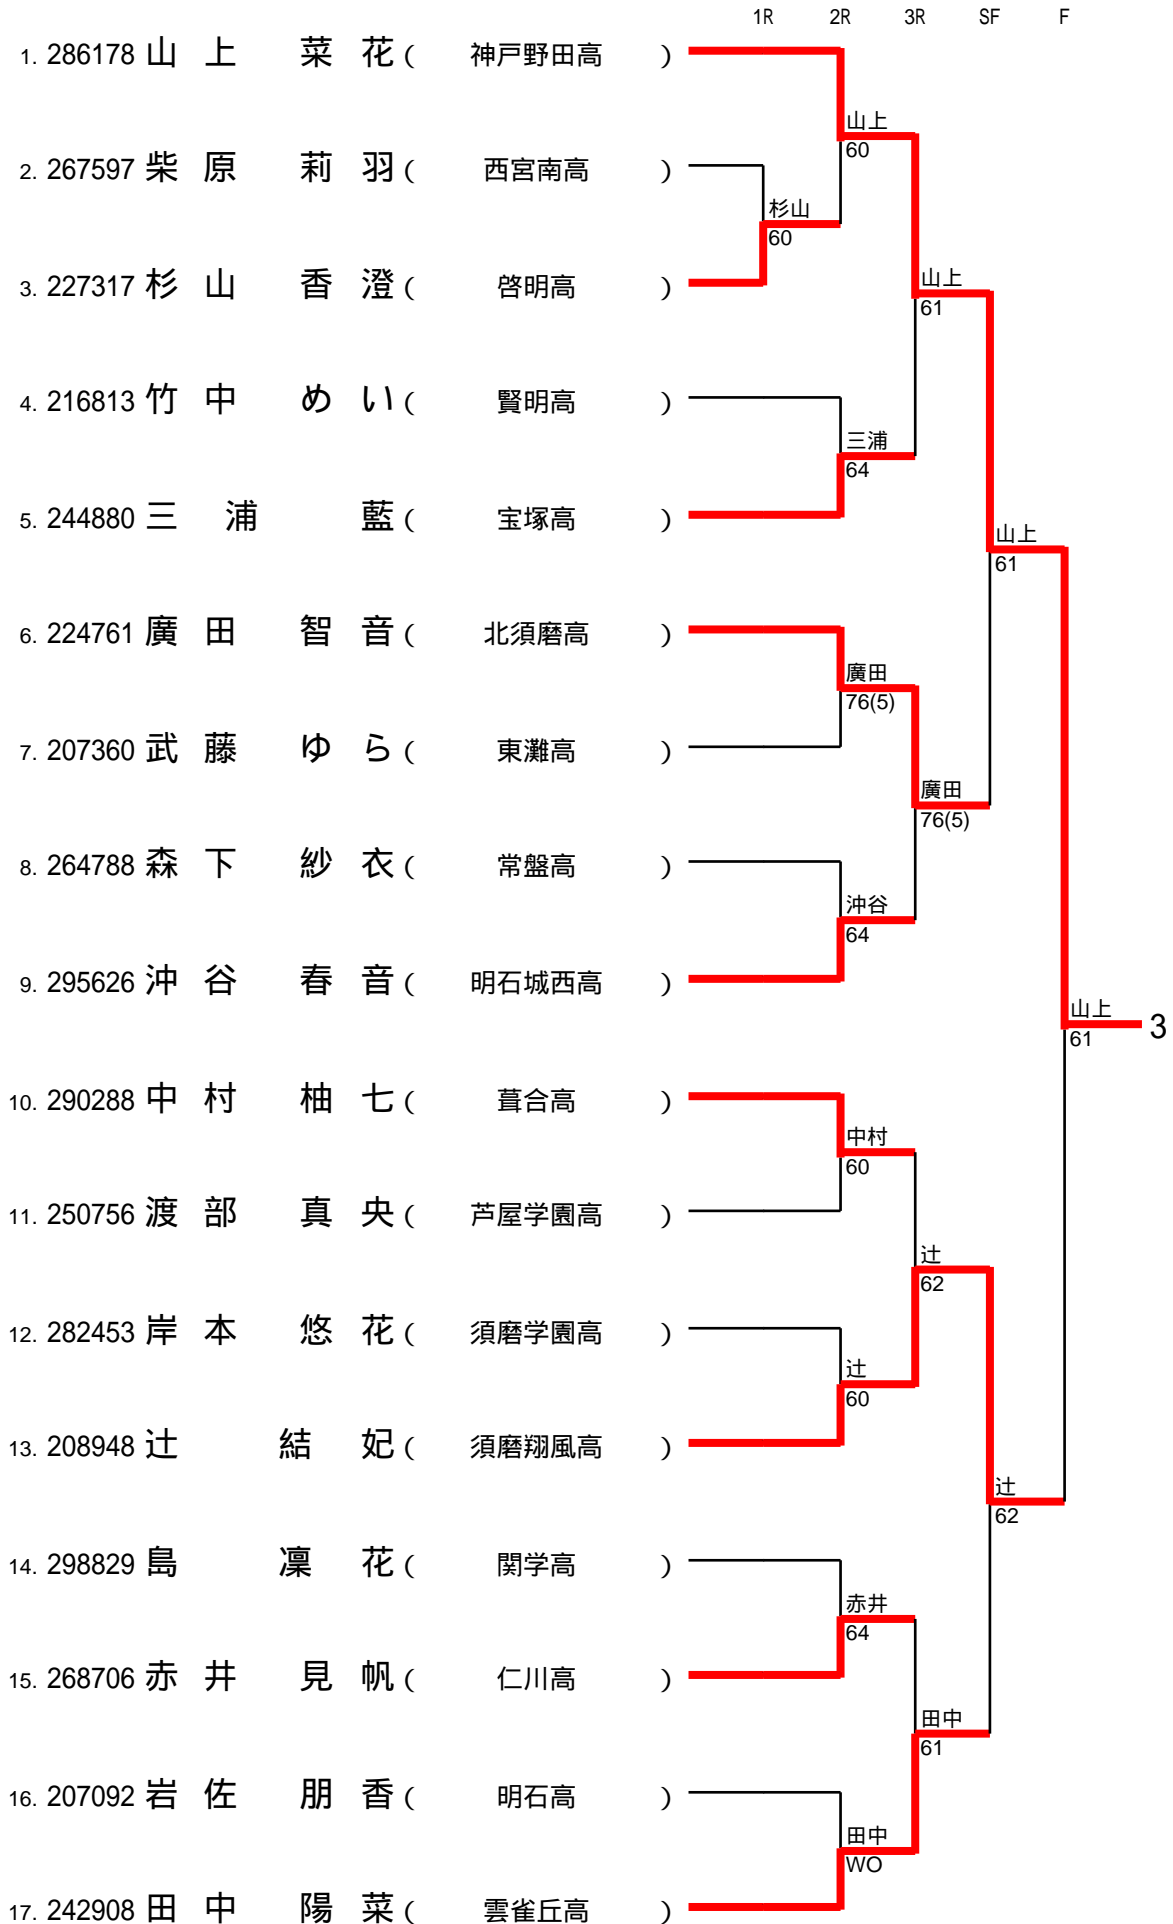 1R 2R 3R SF F
1. 286178 山上 菜花 ( 神戸野田高 )
山上
60
2. 267597 柴原 莉羽 ( 西宮南高 )
杉山
60
3. 227317 杉山 香澄 ( 啓明高 )
山上
61
4. 216813 竹中 めい ( 賢明高 )
三浦
64
5. 244880 三浦 藍 ( 宝塚高 )
山上
61
6. 224761 廣田 智音 ( 北須磨高 )
廣田
76(5)
7. 207360 武藤 ゆら ( 東灘高 )
廣田
76(5)
8. 264788 森下 紗衣 ( 常盤高 )
沖谷
64
9. 295626 沖谷 春音 ( 明石城西高 )
山上
61
3
10. 290288 中村 柚七 ( 葺合高 )
中村
60
11. 250756 渡部 真央 ( 芦屋学園高 )
辻
62
12. 282453 岸本 悠花 ( 須磨学園高 )
辻
60
13. 208948 辻 結妃 ( 須磨翔風高 )
辻
62
14. 298829 島 凜花 ( 関学高 )
赤井
64
15. 268706 赤井 見帆 ( 仁川高 )
田中
61
16. 207092 岩佐 朋香 ( 明石高 )
田中
WO
17. 242908 田中 陽菜 ( 雲雀丘高 )